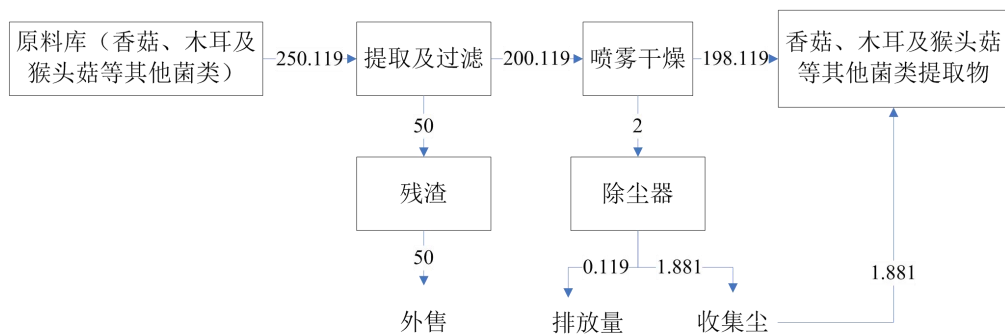 原料库（香菇、木耳及
猴头菇等其他菌类）
250.119
提取及过滤
200.119
喷雾干燥
198.119
香菇、木耳及猴头菇
等其他菌类提取物
50
2
残渣
除尘器
50
0.119
1.881
1.881
外售
排放量
收集尘